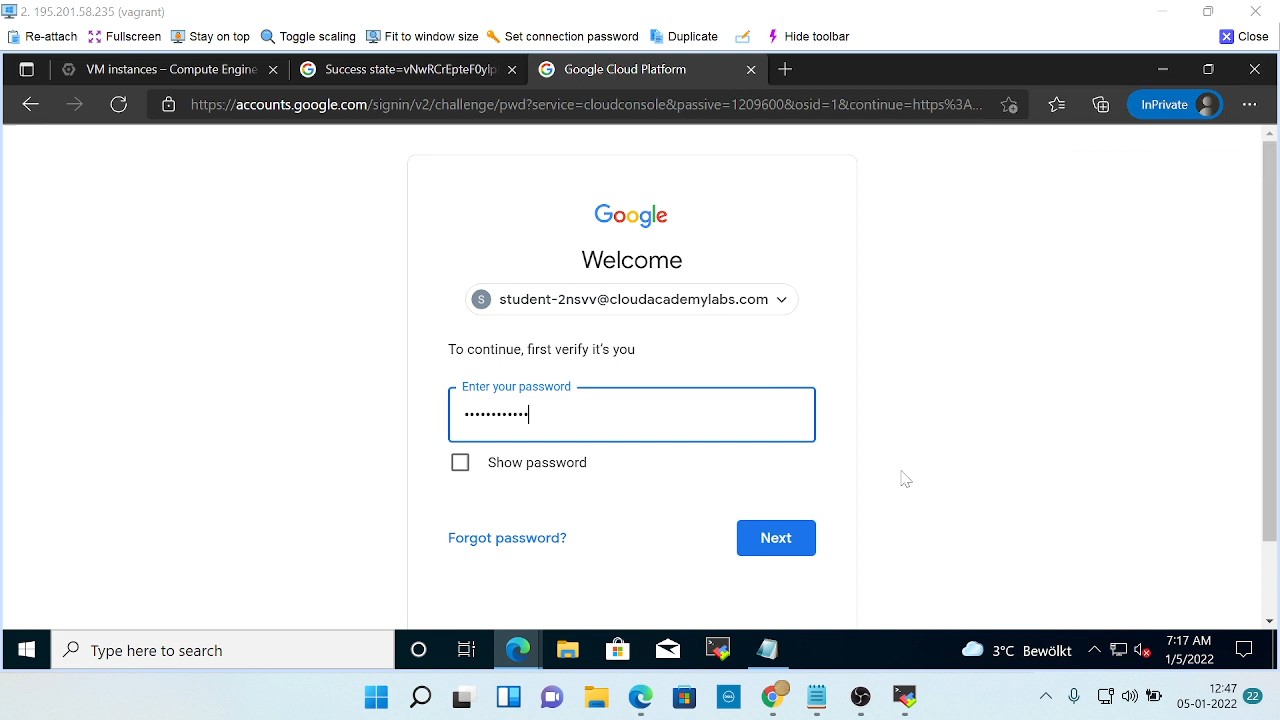 2. 195.201.58.235 (vagrant)
Re-attach Fullscreen Stay on top Toggle scaling Fit to window size Set connection password Duplicate Hide toolbar Close
VM instances – Compute Engine Success state=vNwRCrEpteF0yIp Google Cloud Platform
https://accounts.google.com/signin/v2/challenge/pwd?service=cloudconsole&passive=1209600&osid=1&continue=https%3A... InPrivate
Google
Welcome
S student-2nsvv@cloudacademylabs.com
To continue, first verify it's you
Enter your password
••••••••••••
Show password
Forgot password? Next
Type here to search 3°C Bewölkt 7:17 AM
1/5/2022
DELL 12:47
05-01-2022 22